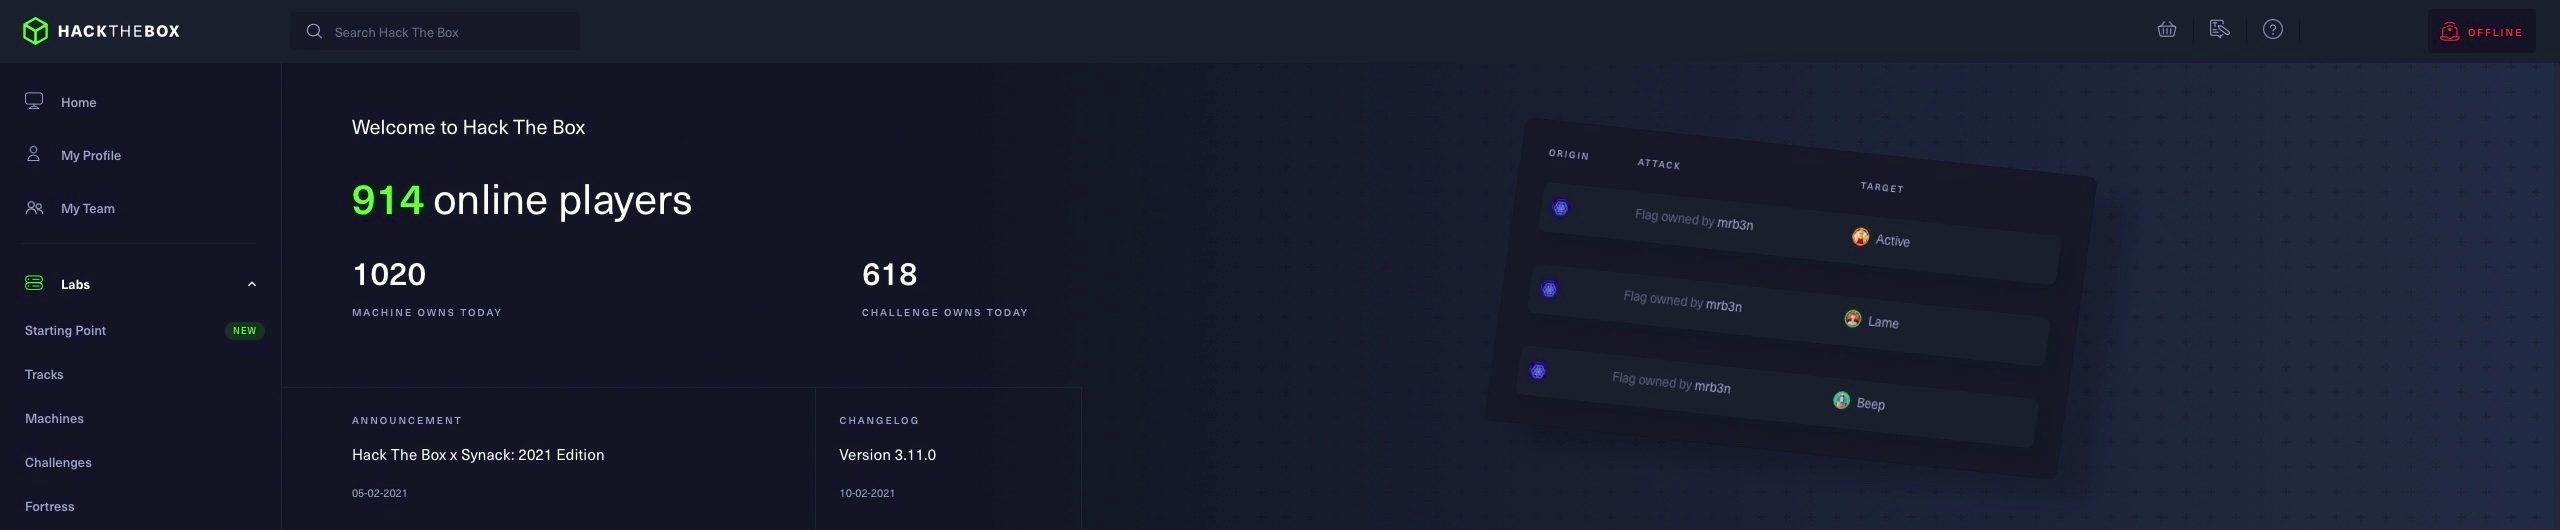 HACKTHEBOX
Search Hack The Box
OFFLINE
Home
My Profile
My Team
Labs
Starting Point NEW
Tracks
Machines
Challenges
Fortress
Welcome to Hack The Box
914 online players
1020
MACHINE OWNS TODAY
618
CHALLENGE OWNS TODAY
ANNOUNCEMENT
Hack The Box x Synack: 2021 Edition
05-02-2021
CHANGELOG
Version 3.11.0
10-02-2021
ORIGIN ATTACK TARGET
Flag owned by mrb3n Active
Flag owned by mrb3n Lame
Flag owned by mrb3n Beep